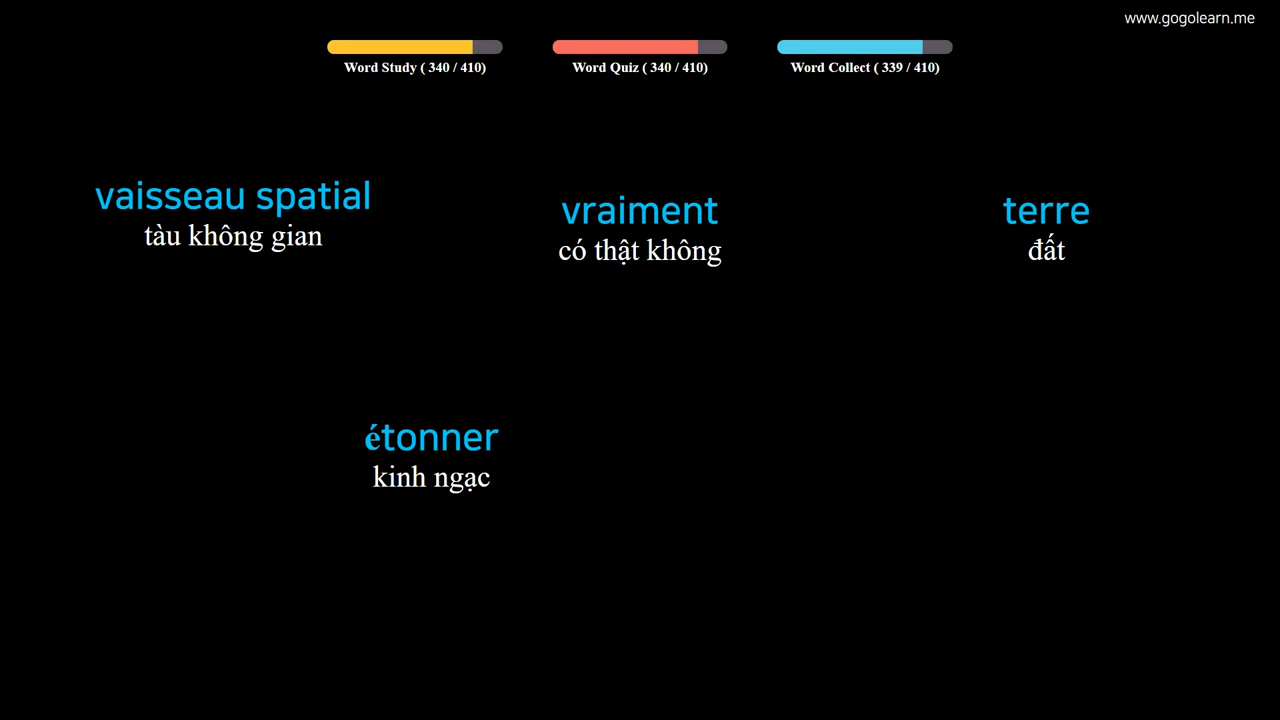 www.gogolearn.me
Word Study ( 340 / 410)
Word Quiz ( 340 / 410)
Word Collect ( 339 / 410)
vaisseau spatial
tàu không gian
vraiment
có thật không
terre
đất
étonner
kinh ngạc